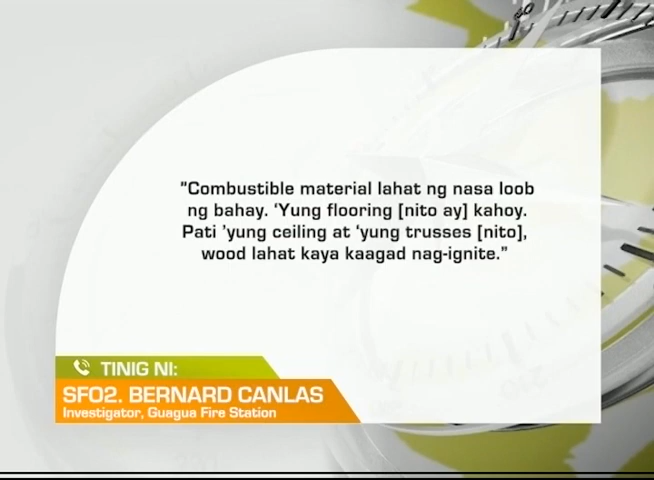 "Combustible material lahat ng nasa loob
ng bahay. ‘Yung flooring [nito ay] kahoy.
Pati ’yung ceiling at ‘yung trusses [nito],
wood lahat kaya kaagad nag-ignite."
TINIG NI:
SFO2. BERNARD CANLAS
Investigator, Guagua Fire Station